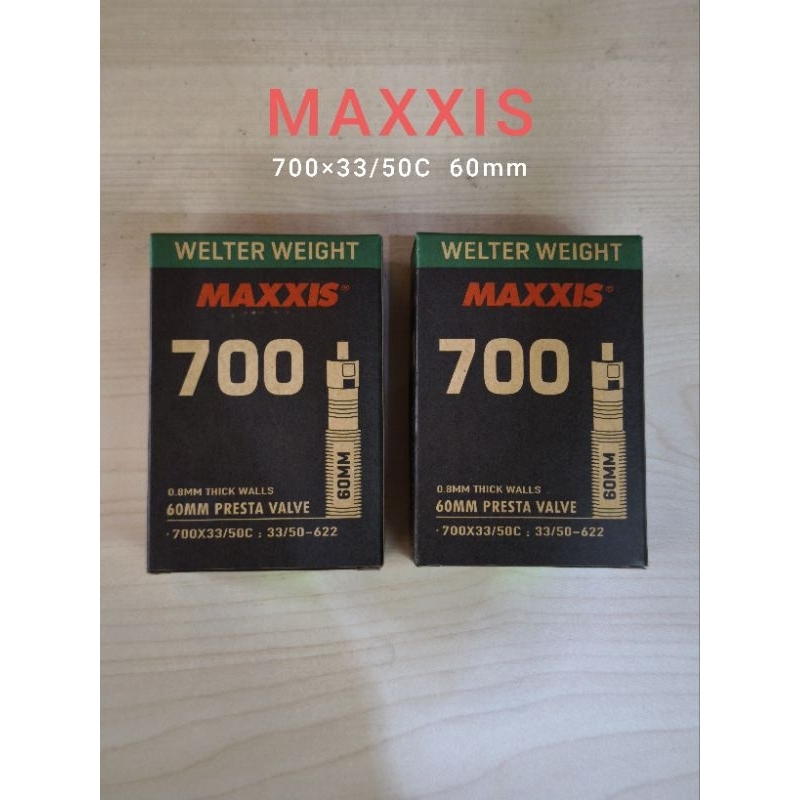 MAXXIS
700×33/50C 60mm
WELTER WEIGHT
MAXXIS®
700
60MM
0.8MM THICK WALLS
60MM PRESTA VALVE
·700X33/50C : 33/50-622
WELTER WEIGHT
MAXXIS®
700
60MM
0.8MM THICK WALLS
60MM PRESTA VALVE
·700X33/50C : 33/50-622